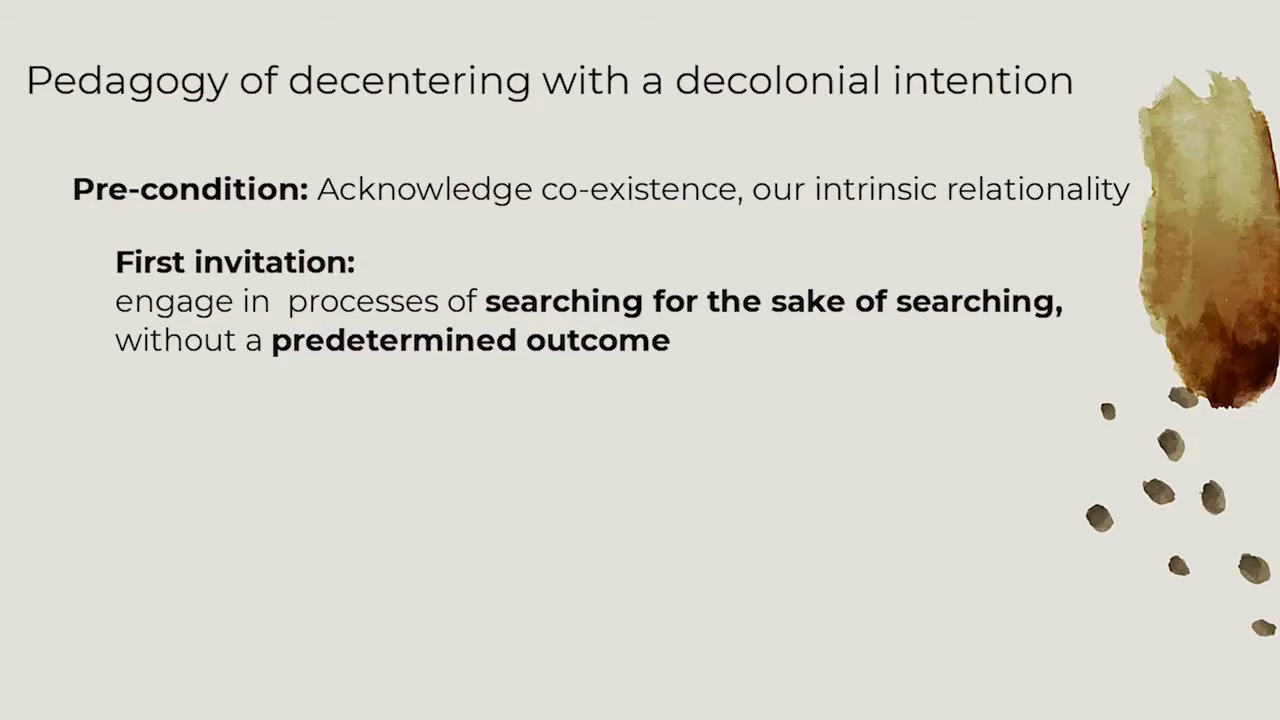 Pedagogy of decentering with a decolonial intention
Pre-condition: Acknowledge co-existence, our intrinsic relationality
First invitation:
engage in  processes of searching for the sake of searching,
without a predetermined outcome